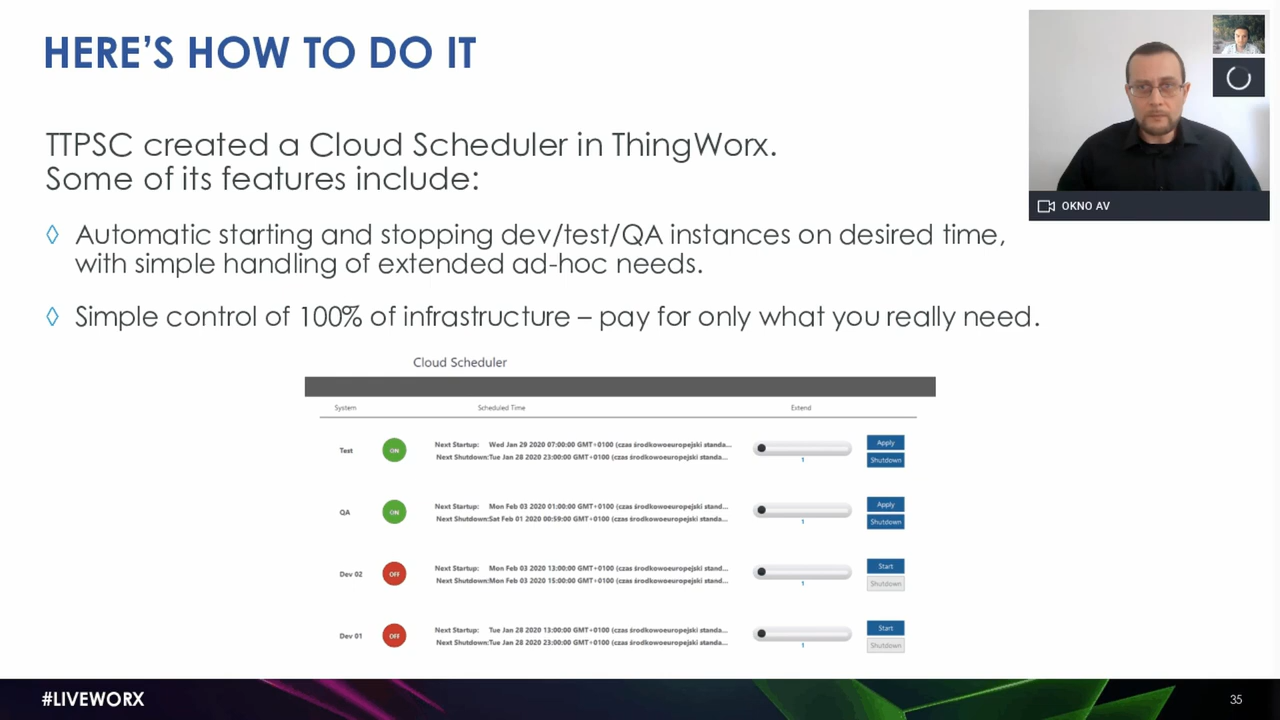 HERE'S HOW TO DO IT
TTPSC created a Cloud Scheduler in ThingWorx.
Some of its features include:
Automatic starting and stopping dev/test/QA instances on desired time,
with simple handling of extended ad-hoc needs.
Simple control of 100% of infrastructure – pay for only what you really need.
OKNO AV
Cloud Scheduler
System Scheduled Time Extend
Test ON Next Startup: Wed Jan 29 2020 07:00:00 GMT+0100 (czas środkowoeuropejski standa... Apply
Next Shutdown:Tue Jan 28 2020 23:00:00 GMT+0100 (czas środkowoeuropejski standa... 1 Shutdown
QA ON Next Startup: Mon Feb 03 2020 01:00:00 GMT+0100 (czas środkowoeuropejski stand... Apply
Next Shutdown:Sat Feb 01 2020 00:59:00 GMT+0100 (czas środkowoeuropejski standa... 1 Shutdown
Dev 02 OFF Next Startup: Mon Feb 03 2020 13:00:00 GMT+0100 (czas środkowoeuropejski stand... Start
Next Shutdown:Mon Feb 03 2020 15:00:00 GMT+0100 (czas środkowoeuropejski stand... 1 Shutdown
Dev 01 OFF Next Startup: Tue Jan 28 2020 13:00:00 GMT+0100 (czas środkowoeuropejski standa... Start
Next Shutdown:Tue Jan 28 2020 23:00:00 GMT+0100 (czas środkowoeuropejski standa... 1 Shutdown
#LIVEWORX
35